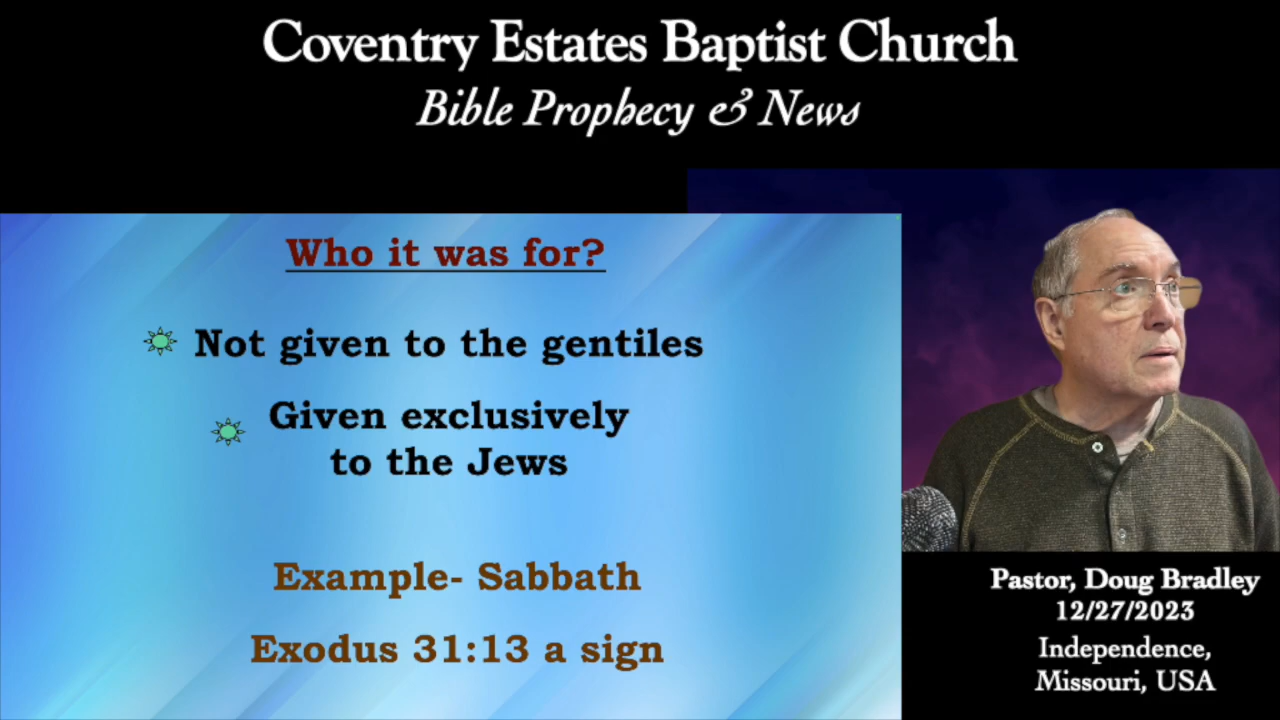 Coventry Estates Baptist Church
Bible Prophecy & News
Who it was for?
Not given to the gentiles
Given exclusively
to the Jews
Example- Sabbath
Exodus 31:13 a sign
Pastor, Doug Bradley
12/27/2023
Independence,
Missouri, USA